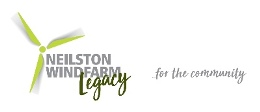 NEILSTON
WINDFARM
Legacy
for the community